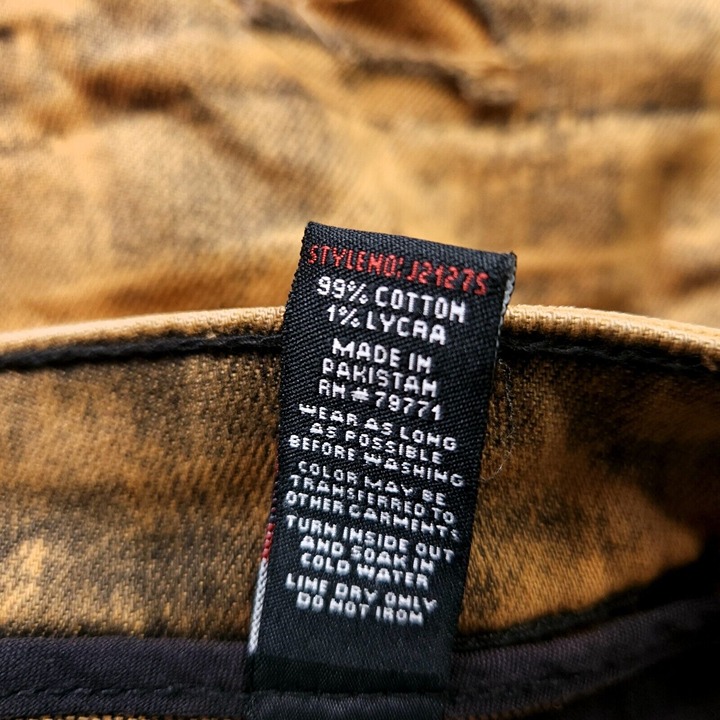 STYLENO: J2127S
99% COTTON
1% LYCRA
MADE IN
PAKISTAN
RN # 79771
WEAR AS LONG
AS POSSIBLE
BEFORE WASHING
COLOR MAY BE
TRANSFERRED TO
OTHER GARMENTS
TURN INSIDE OUT
AND SOAK IN
COLD WATER
LINE DRY ONLY
DO NOT IRON